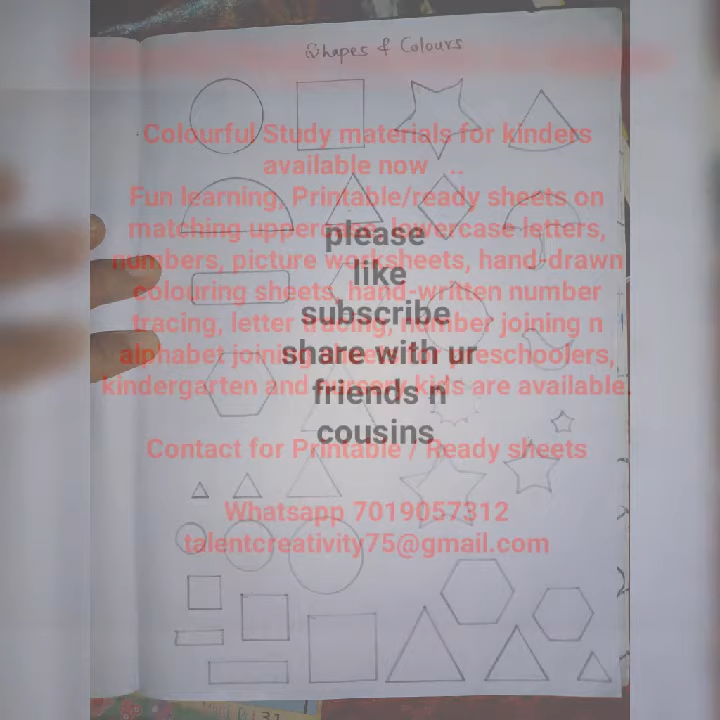 Shapes & Colours
Colourful Study materials for kinders
available now ..
Fun learning, Printable/ready sheets on
matching uppercase, lowercase letters,
numbers, picture worksheets, hand-drawn
colouring sheets, hand-written number
tracing, letter tracing, number joining n
alphabet joining sheets for preschoolers,
kindergarten and nursery kids are available.
Contact for Printable / Ready sheets
Whatsapp 7019057312
talentcreativity75@gmail.com
please
like
subscribe
share with ur
friends n
cousins
31